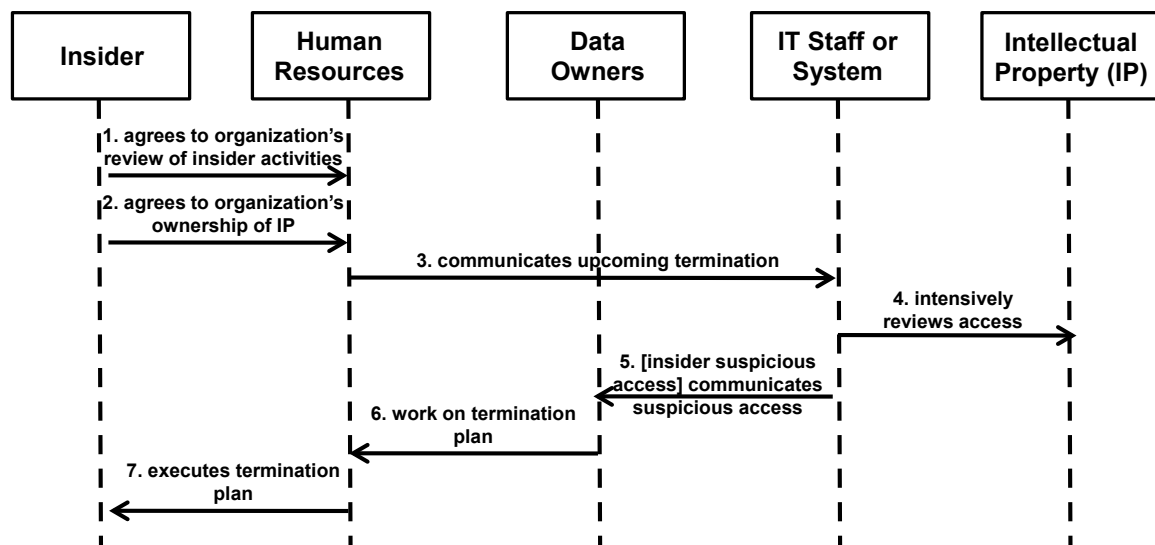 Insider
Human
Resources
Data
Owners
IT Staff or
System
Intellectual
Property (IP)
1. agrees to organization’s
review of insider activities
2. agrees to organization’s
ownership of IP
3. communicates upcoming termination
4. intensively
reviews access
5. [insider suspicious
access] communicates
suspicious access
6. work on termination
plan
7. executes termination
plan